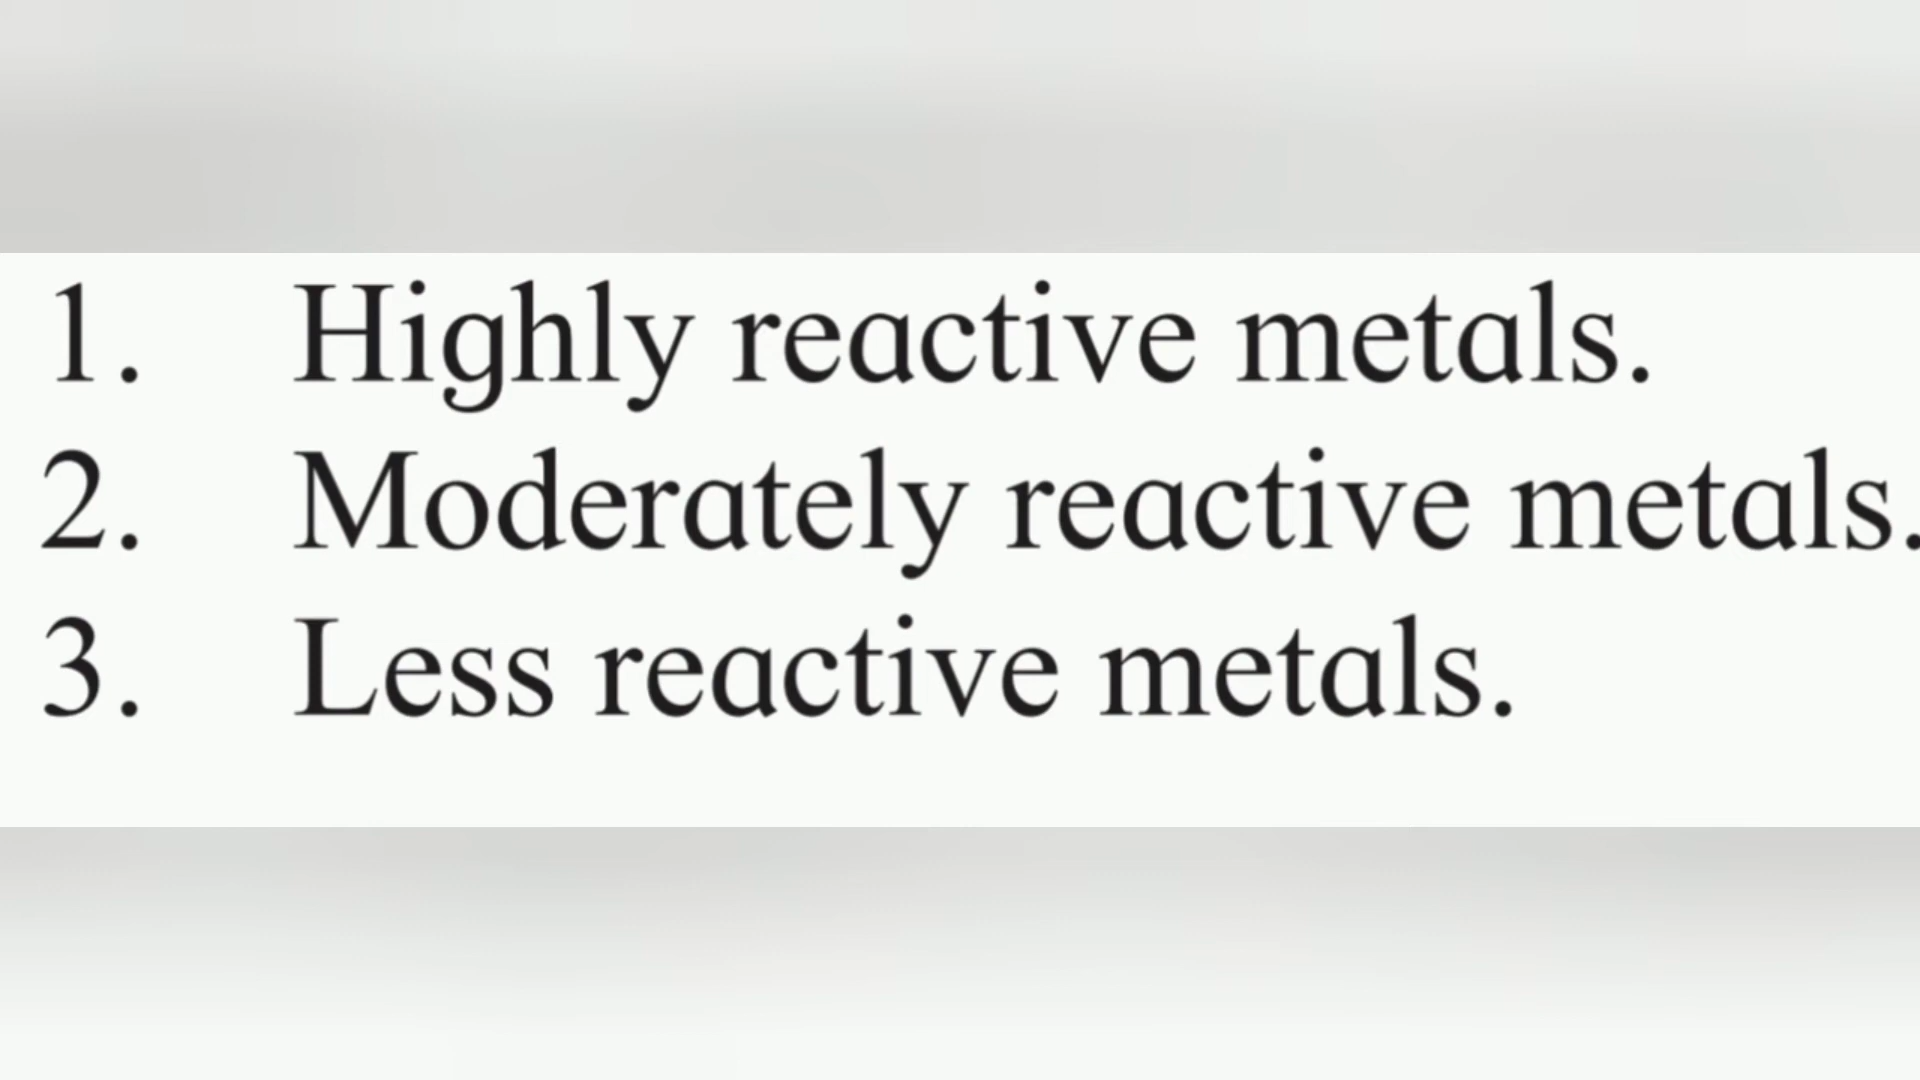 1. Highly reactive metals.
2. Moderately reactive metals.
3. Less reactive metals.